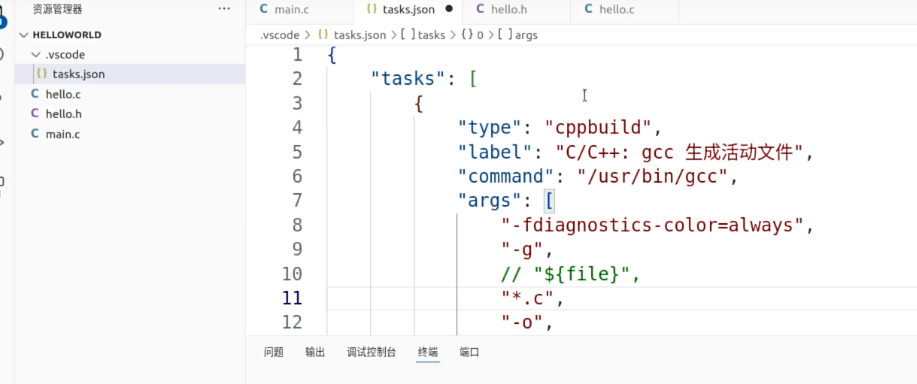 资源管理器 ···
HELLOWORLD
.vscode
{} tasks.json
C hello.c
C hello.h
C main.c
C main.c {} tasks.json ● C hello.h C hello.c
.vscode > {} tasks.json > [ ] tasks > {} 0 > [ ] args
1 {
2 "tasks": [
3 {
4 "type": "cppbuild",
5 "label": "C/C++: gcc 生成活动文件",
6 "command": "/usr/bin/gcc",
7 "args": [
8 "-fdiagnostics-color=always",
9 "-g",
10 // "${file}",
11 "*.c",
12 "-o",
问题 输出 调试控制台 终端 端口